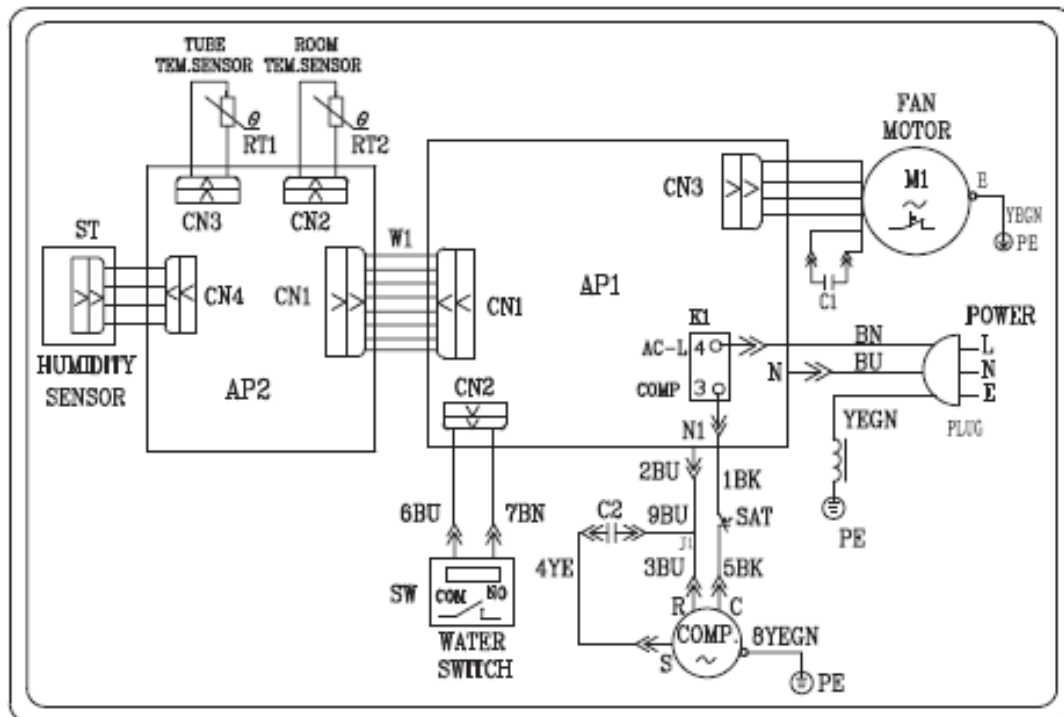 TUBE
TEM.SENSOR
ROOM
TEM.SENSOR
θ
RT1
θ
RT2
FAN
MOTOR
CN3
CN2
CN3
M1
~
E
YEGN
PE
ST
W1
CN4
CN1
CN1
AP1
C1
K1
POWER
AC-L
4
BN
L
HUMIDITY
SENSOR
AP2
CN2
COMP
3
N
BU
N
E
YEGN
PLUG
N1
2BU
1BK
6BU
7BN
C2
9BU
SAT
PE
J1
4YE
3BU
5BK
SW
COM
NO
R
C
WATER
SWITCH
S
COMP.
~
8YEGN
PE